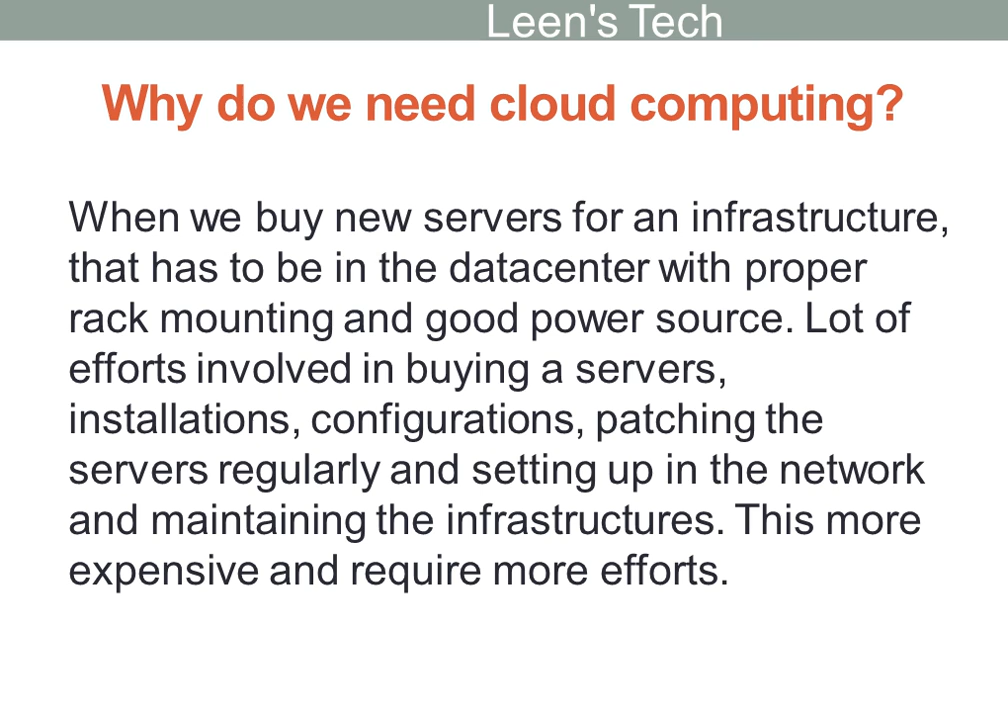 Leen's Tech
Why do we need cloud computing?
When we buy new servers for an infrastructure,
that has to be in the datacenter with proper
rack mounting and good power source. Lot of
efforts involved in buying a servers,
installations, configurations, patching the
servers regularly and setting up in the network
and maintaining the infrastructures. This more
expensive and require more efforts.